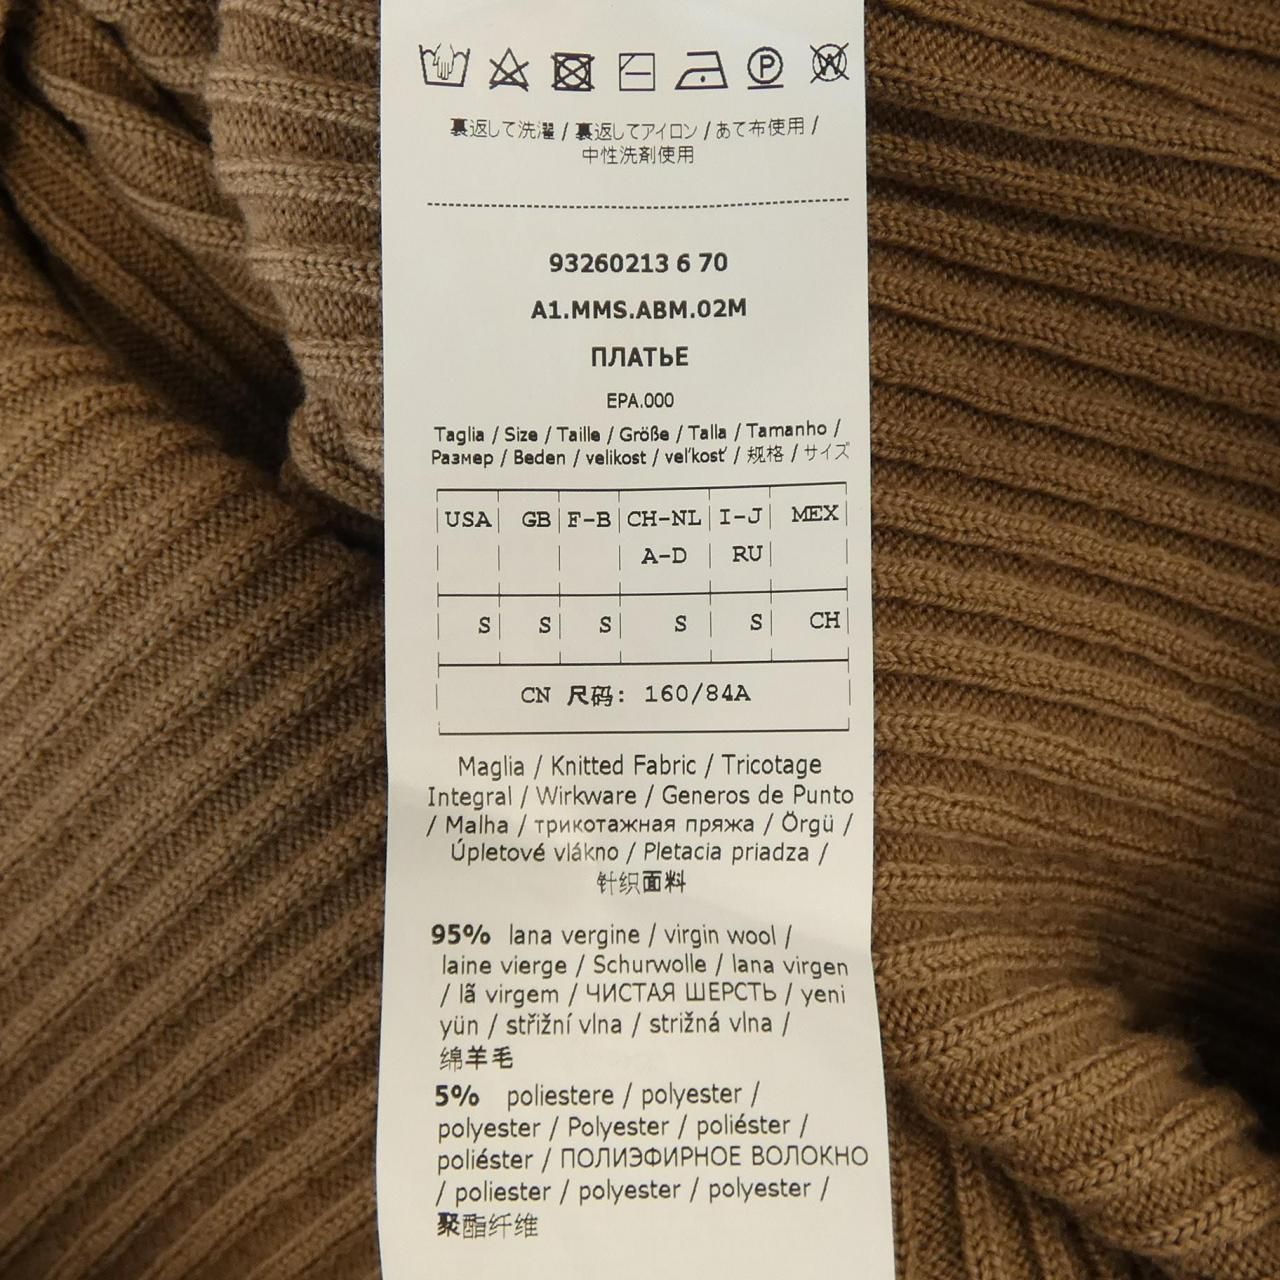 P
W
裏返して洗濯 / 裏返してアイロン / あて布使用 /
中性洗剤使用
93260213 6 70
A1.MMS.ABM.02M
ПЛАТЬЕ
EPA.000
Taglia / Size / Taille / Größe / Talla / Tamanho /
Размер / Beden / velikost / veľkosť / 规格 / サイズ
USA GB F-B CH-NL I-J MEX
A-D RU
S S S S S CH
CN 尺码: 160/84A
Maglia / Knitted Fabric / Tricotage
Integral / Wirkware / Generos de Punto
/ Malha / трикотажная пряжа / Örgü /
Úpletové vlákno / Pletacia priadza /
针织面料
95% lana vergine / virgin wool /
laine vierge / Schurwolle / lana virgen
/ lã virgem / ЧИСТАЯ ШЕРСТЬ / yeni
yün / střižní vlna / strižná vlna /
绵羊毛
5% poliestere / polyester /
polyester / Polyester / poliéster /
poliéster / ПОЛИЭФИРНОЕ ВОЛОКНО
/ poliester / polyester / polyester /
聚酯纤维